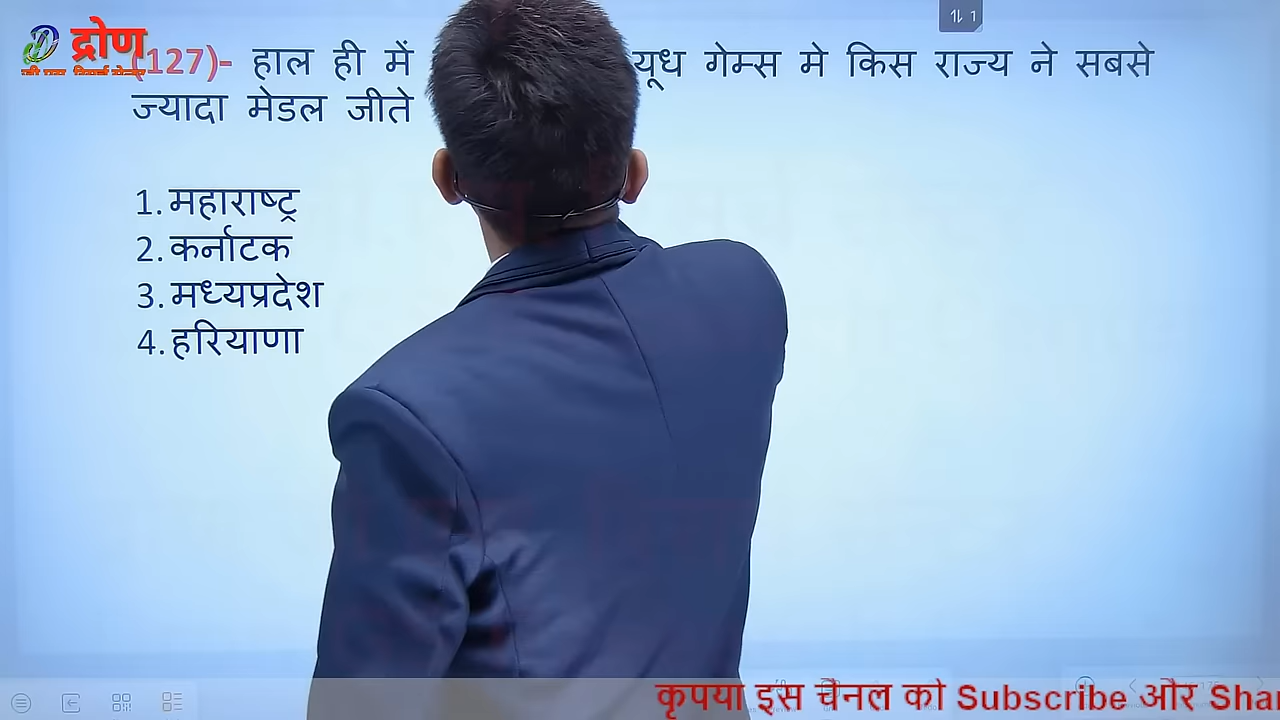 द्रोण
(127)- हाल ही में यूथ गेम्स मे किस राज्य ने सबसे
ज्यादा मेडल जीते
1. महाराष्ट्र
2. कर्नाटक
3. मध्यप्रदेश
4. हरियाणा
कृपया इस चैनल को Subscribe और Shar